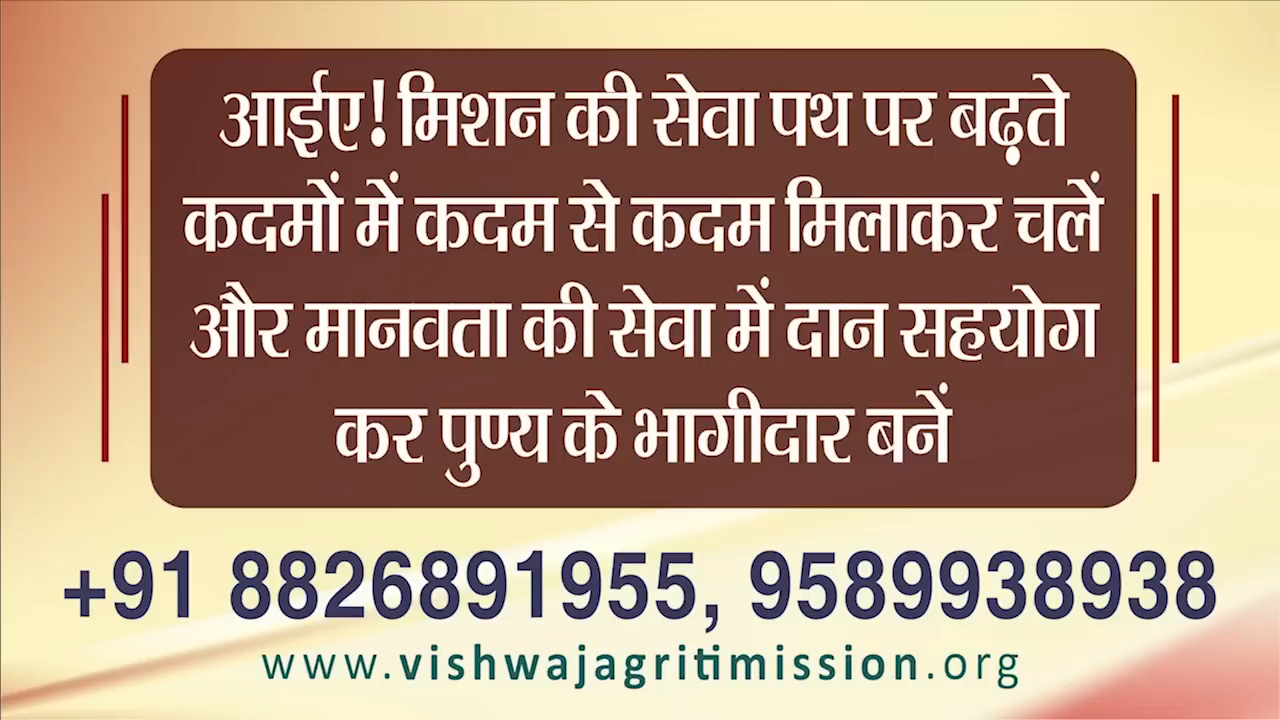 आईए! मिशन की सेवा पथ पर बढ़ते
कदमों में कदम से कदम मिलाकर चलें
और मानवता की सेवा में दान सहयोग
कर पुण्य के भागीदार बनें
+91 8826891955, 9589938938
www.vishwajagritimission.org